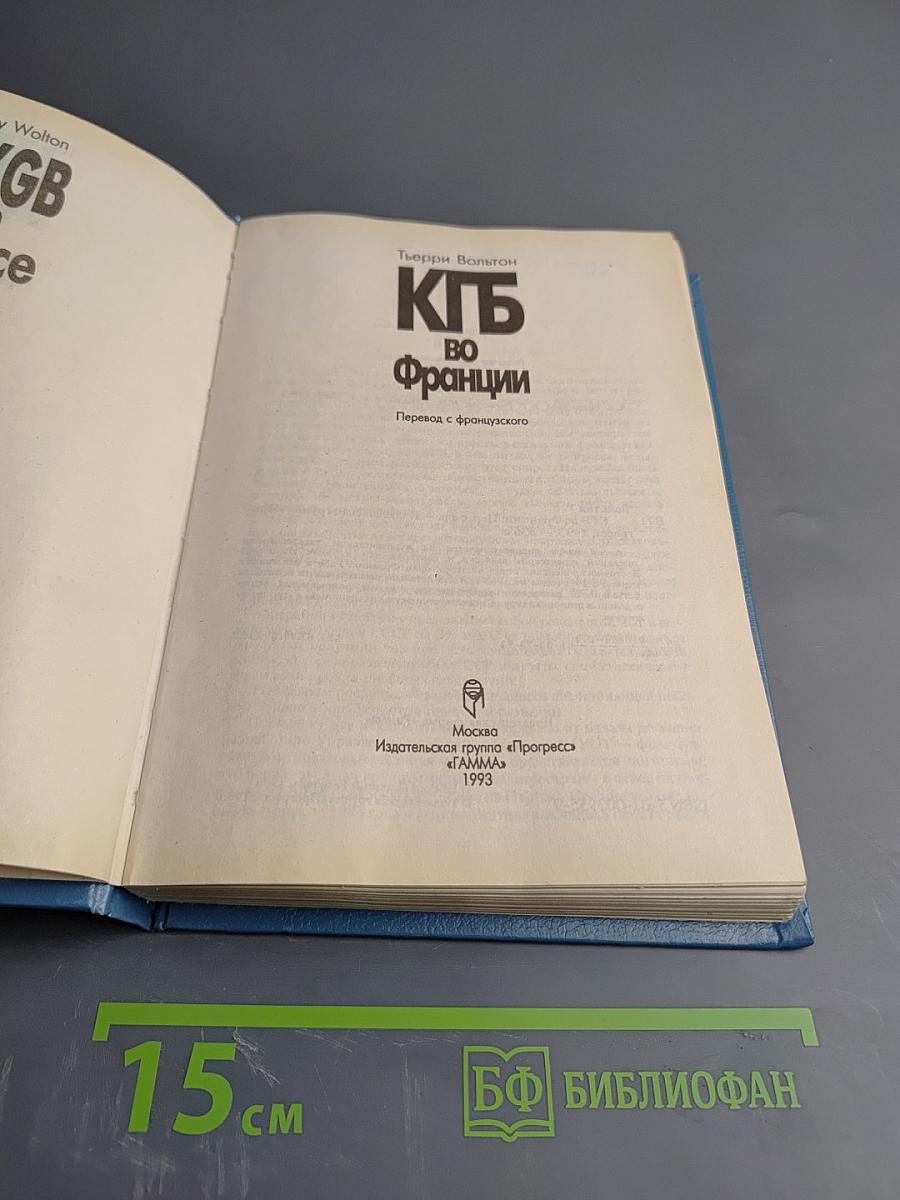 Wolton
KGB
ce
Тьерри Вольтон
КГБ
во
Франции
Перевод с французского
Москва
Издательская группа «Прогресс»
«ГАММА»
1993
15 см
БФ БИБЛИОФАН